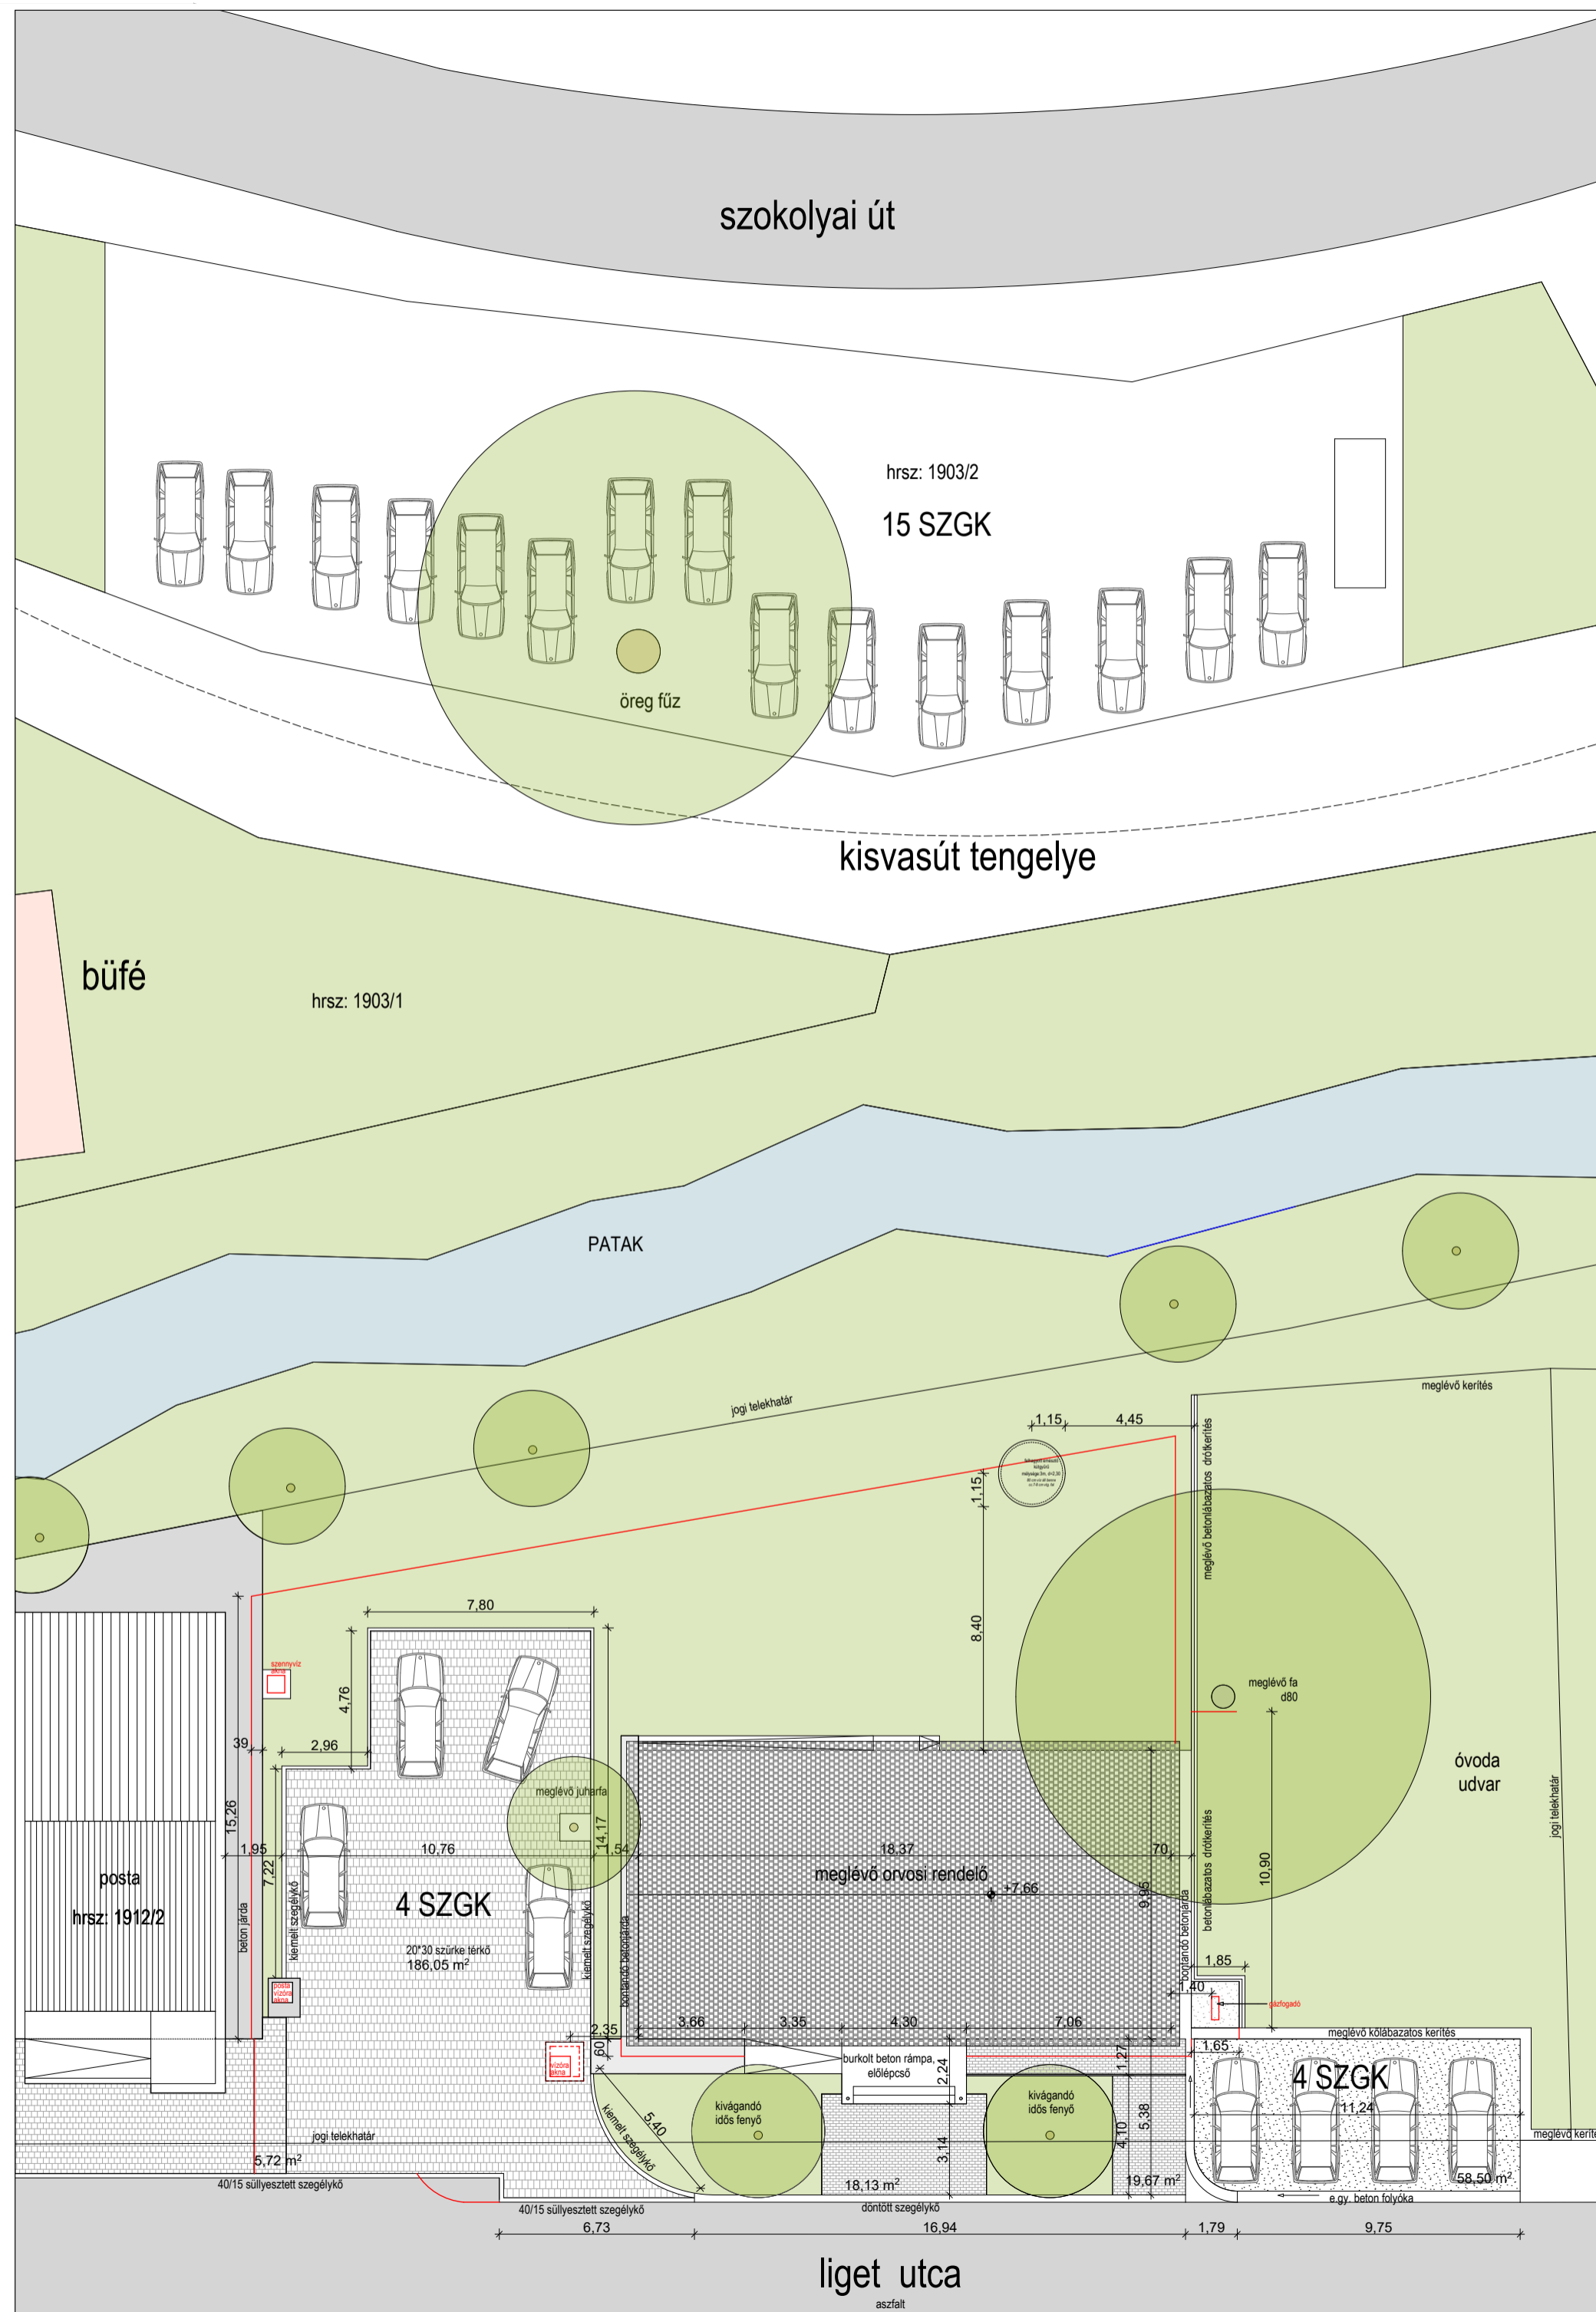 szokolyai út
hrsz: 1903/2
15 SZGK
öreg fűz
kisvasút tengelye
büfé
hrsz: 1903/1
PATAK
meglévő kerítés
jogi telekhatár
1,15
4,45
meglévő betonlábazatos drótkerítés
1,15
8,40
7,80
szennyvíz
akna
4,76
meglévő fa
d80
39
2,96
óvoda
udvar
jogi telekhatár
meglévő juharfa
15,26
14,17
1,95
10,76
1,54
18,37
70
7,22
10,90
posta
hrsz: 1912/2
meglévő orvosi rendelő
+7,66
9,95
betonlábazatos drótkerítés
4 SZGK
20*30 szürke térkő
186,05 m²
beton járda
kiemelt szegélykő
kiemelt szegélykő
bontandó betonjárda
bontandó betonjárda
1,85
1,40
posta
vízóra
akna
gázfogadó
3,66
3,35
4,30
7,06
2,35
60
meglévő kőlábazatos kerítés
1,65
vízóra
akna
burkolt beton rámpa,
előlépcső
2,24
1,27
4 SZGK
11,24
kivágandó
idős fenyő
kivágandó
idős fenyő
5,40
kiemelt szegélykő
4,10
5,38
3,14
jogi telekhatár
meglévő keríté
5,72 m²
18,13 m²
19,67 m²
58,50 m²
40/15 süllyesztett szegélykő
40/15 süllyesztett szegélykő
döntött szegélykő
e.gy. beton folyóka
6,73
16,94
1,79
9,75
liget utca
aszfalt